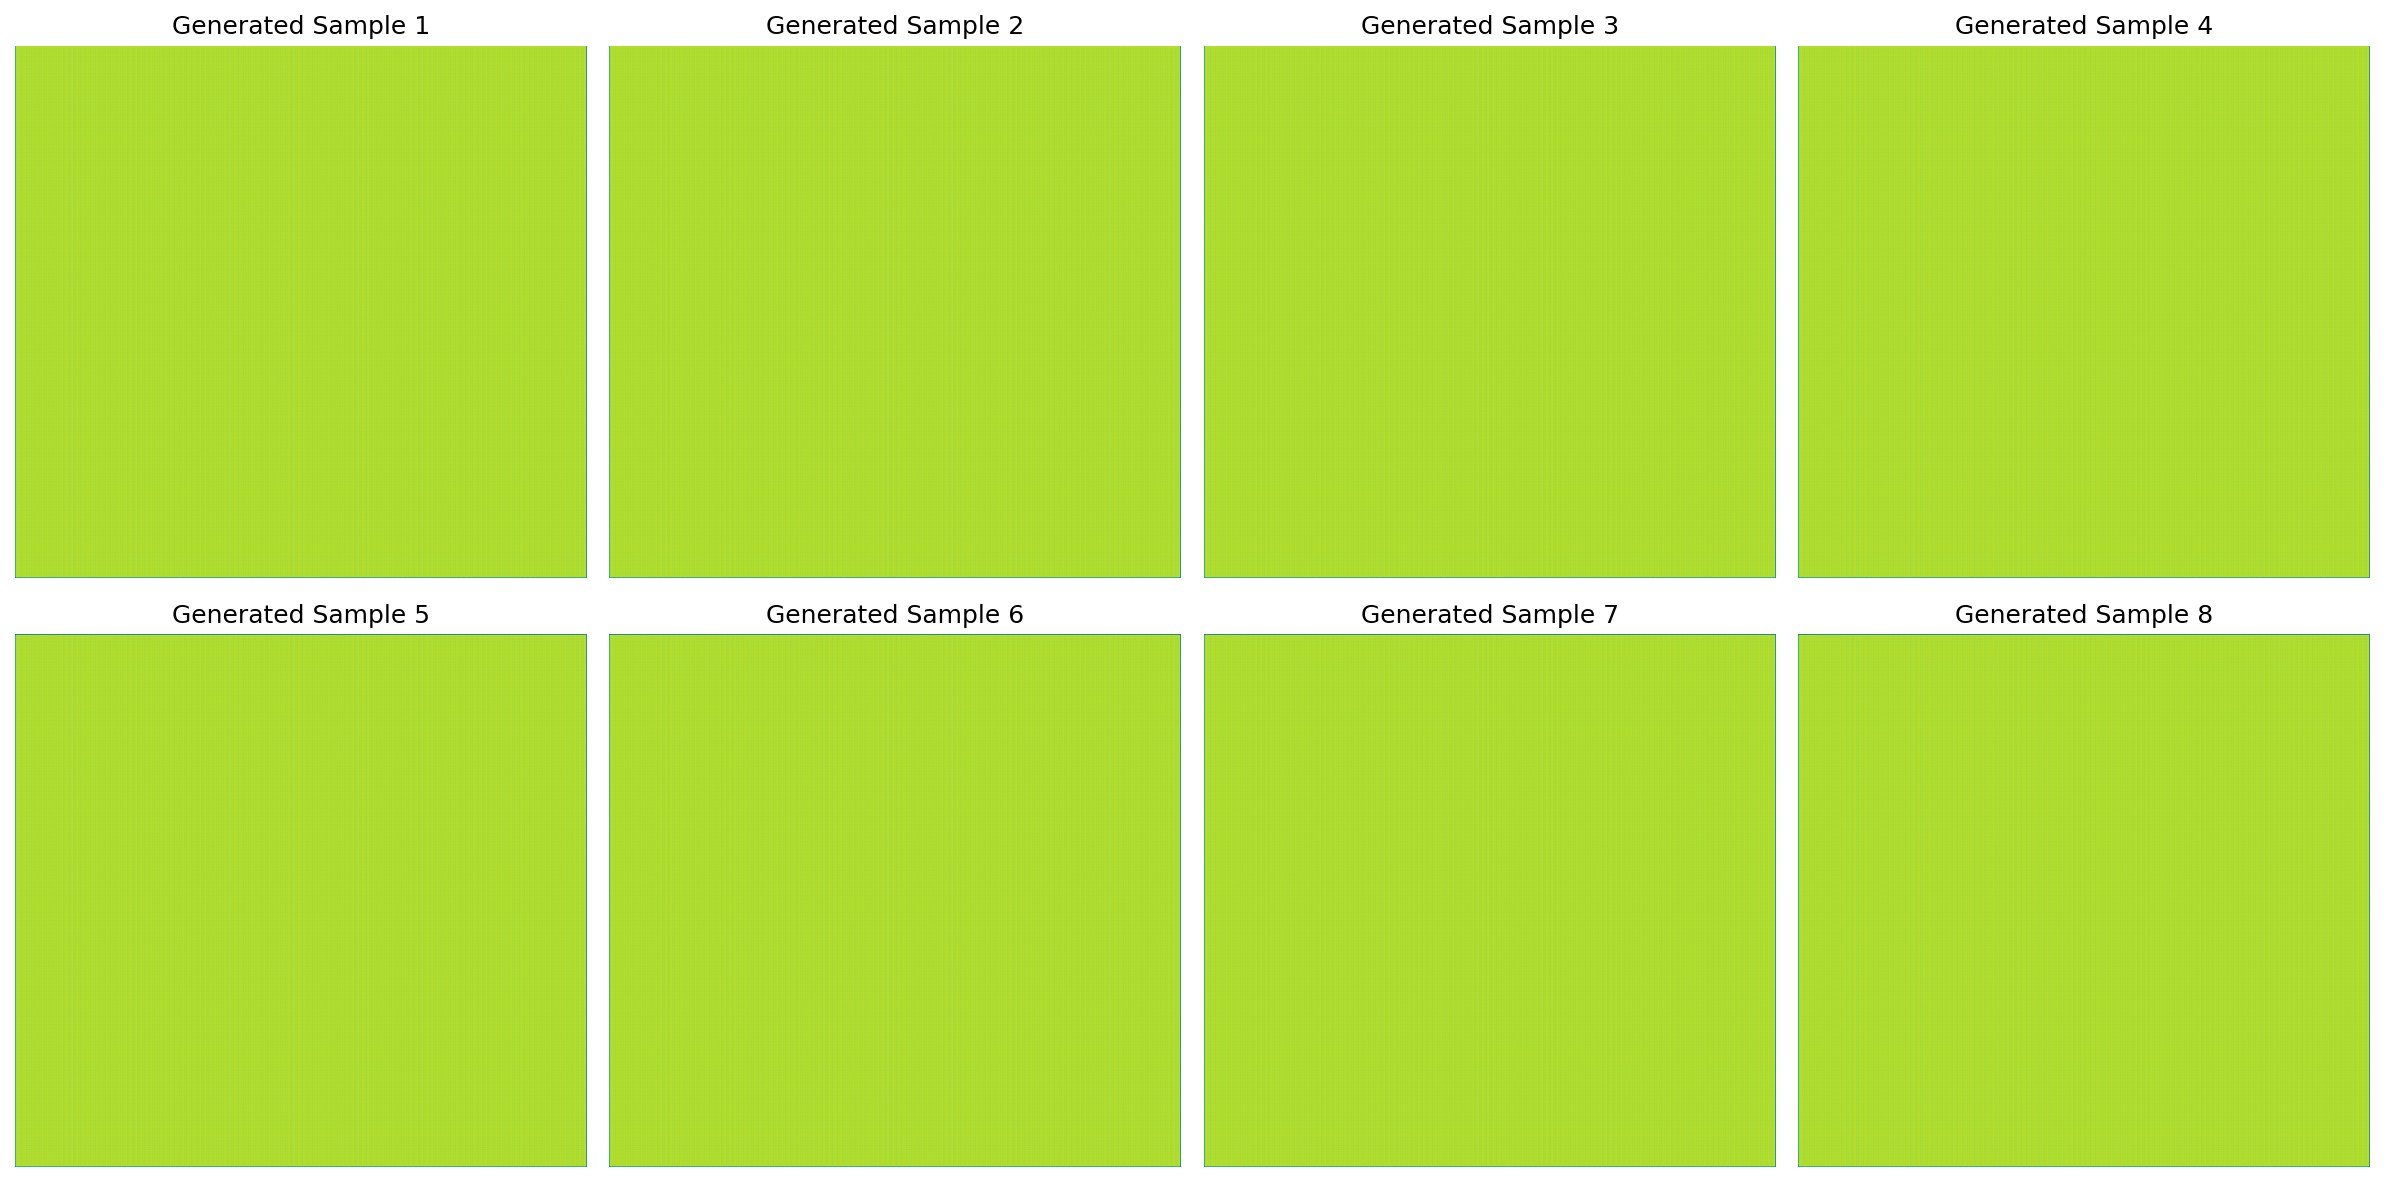 Generated Sample 1
Generated Sample 2
Generated Sample 3
Generated Sample 4
Generated Sample 5
Generated Sample 6
Generated Sample 7
Generated Sample 8